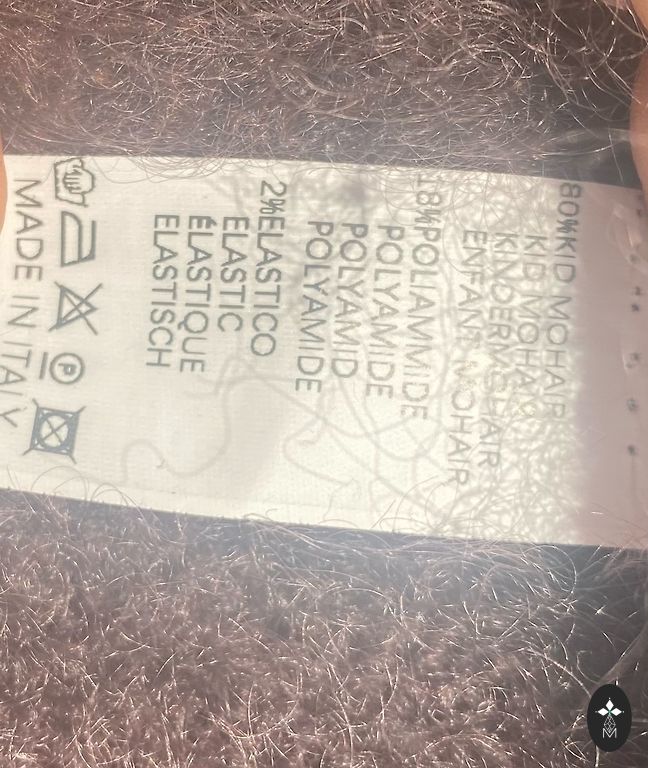 80%KID MOHAIR
KID MOHAIR
KINDERMOHAIR
ENFANT MOHAIR
18%POLIAMMIDE
POLYAMIDE
POLYAMID
POLYAMIDE
2%ELASTICO
ELASTIC
ÉLASTIQUE
ELASTISCH
P
MADE IN ITALY
M